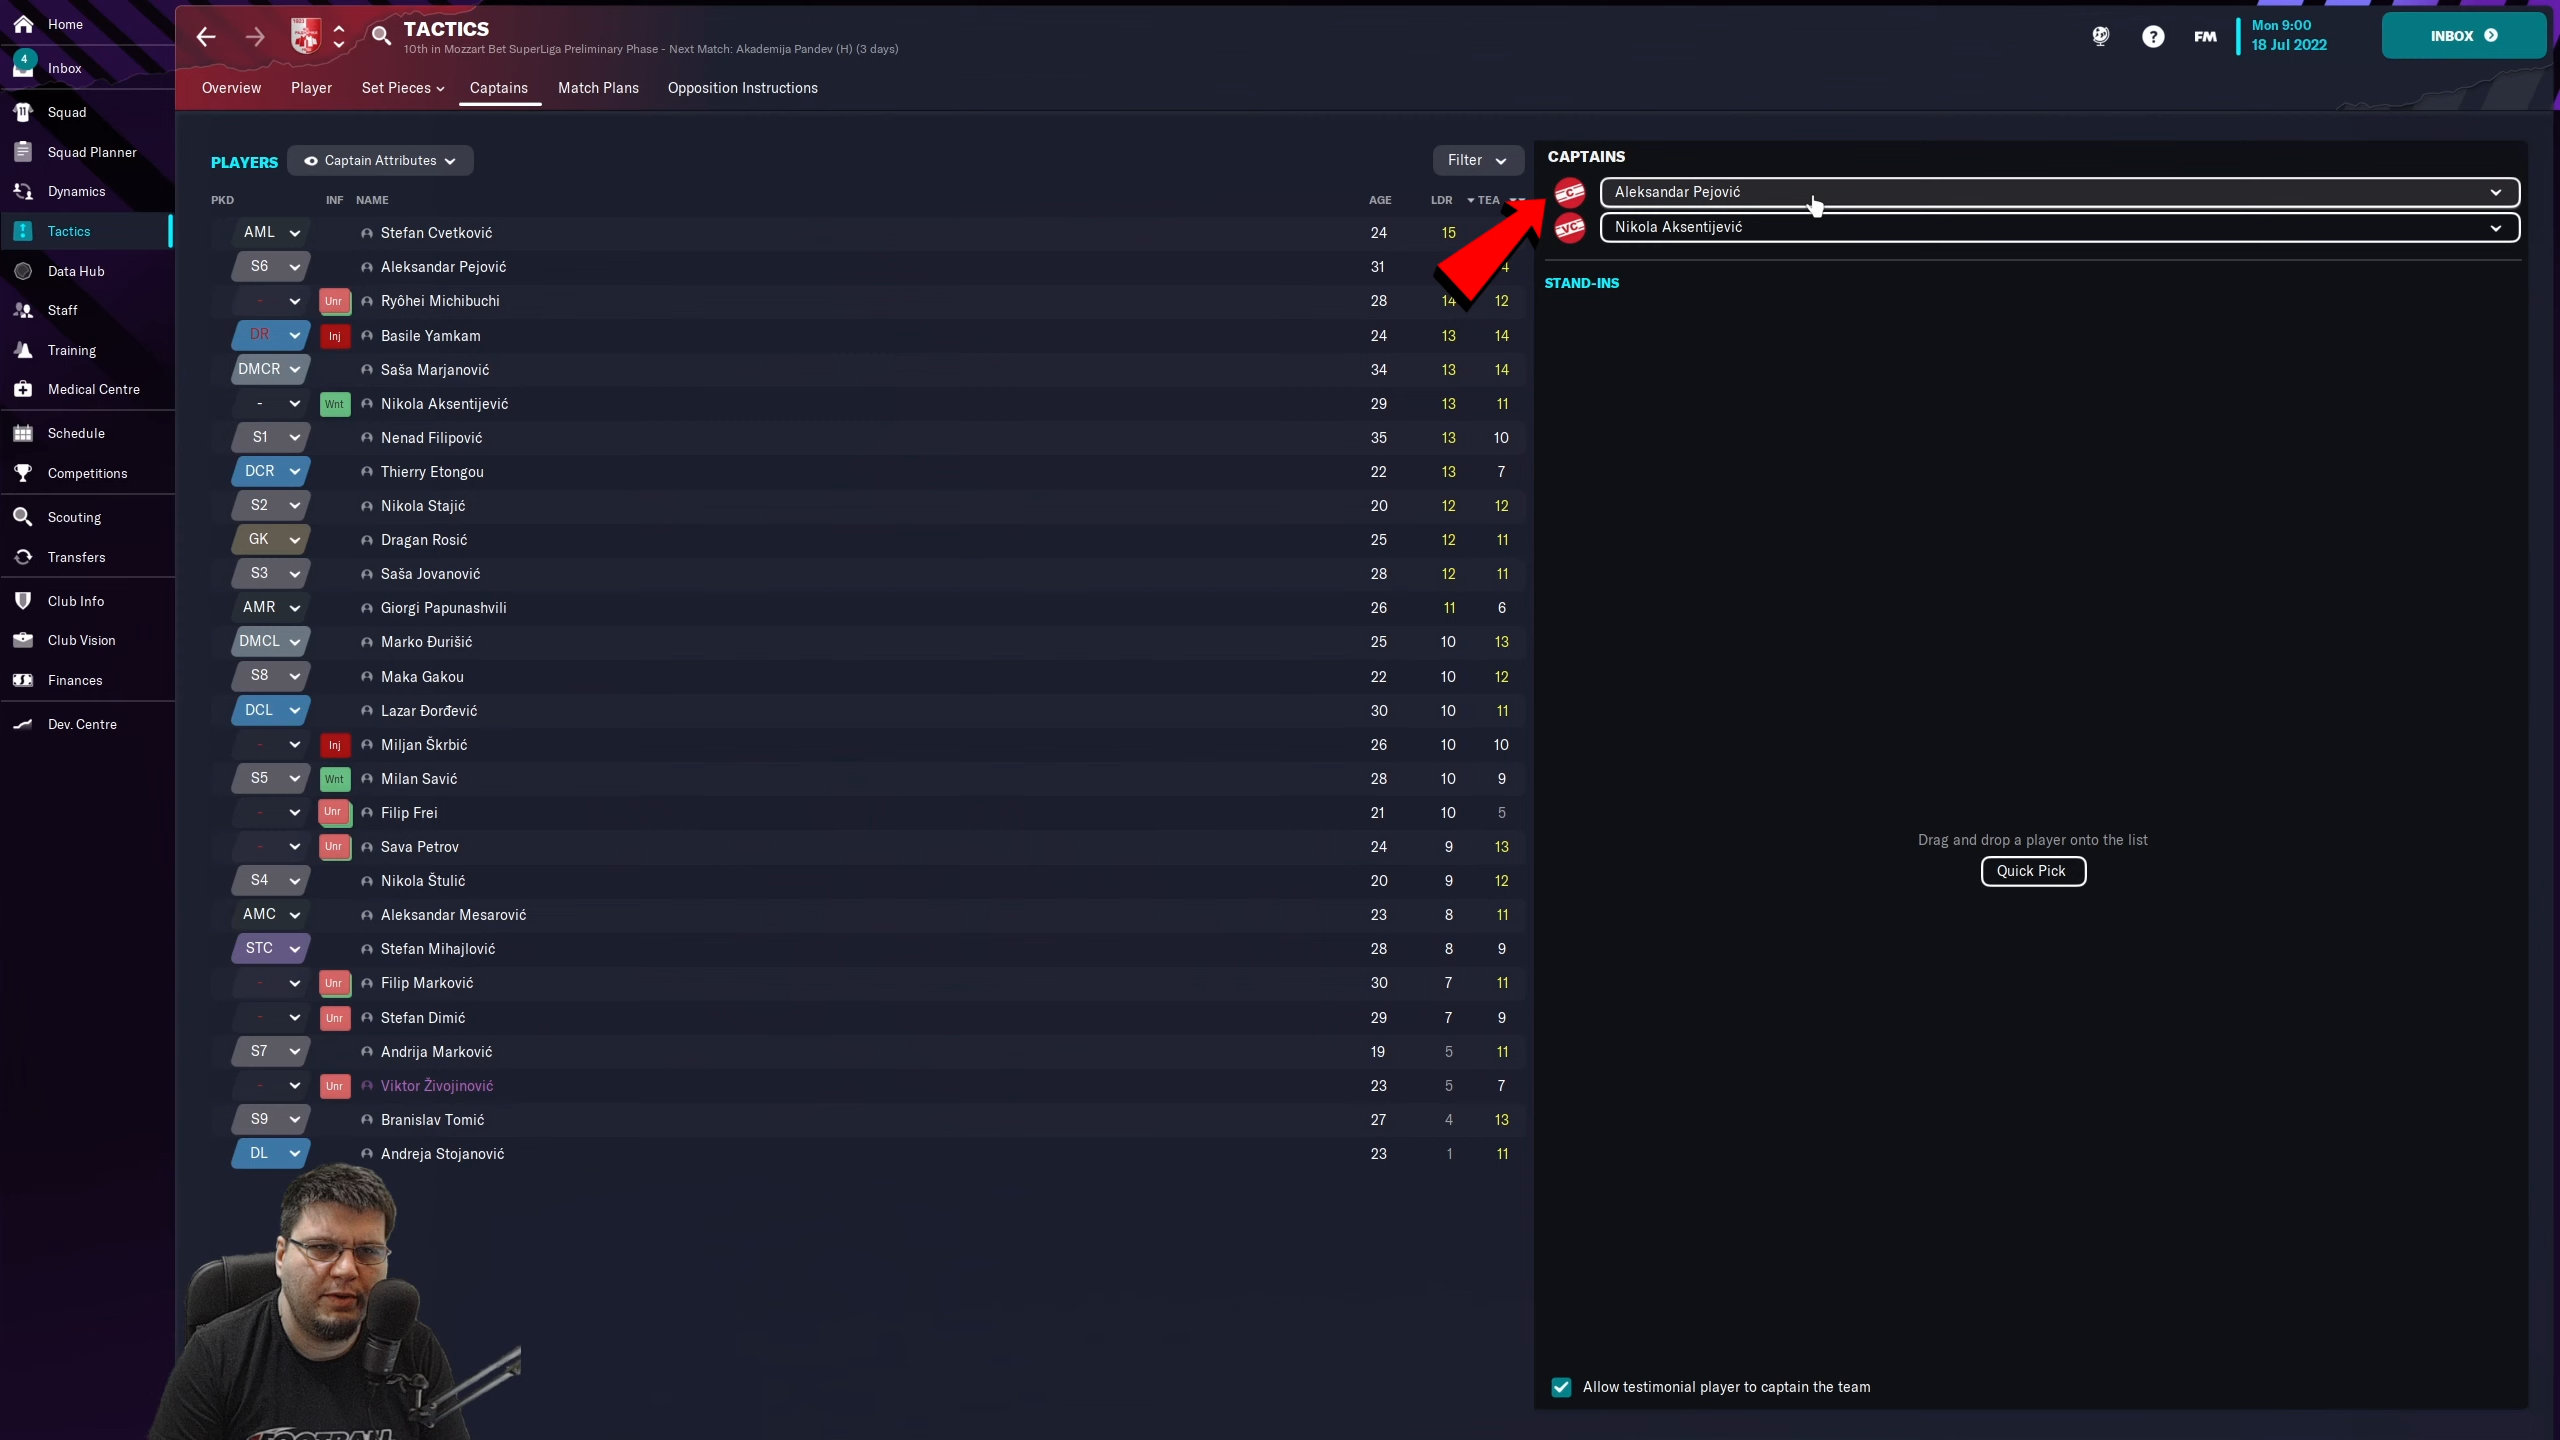 Home
4
Inbox
Squad
Squad Planner
Dynamics
Tactics
Data Hub
Staff
Training
Medical Centre
Schedule
Competitions
Scouting
Transfers
Club Info
Club Vision
Finances
Dev. Centre
TACTICS
10th in Mozzart Bet SuperLiga Preliminary Phase - Next Match: Akademija Pandev (H) (3 days)
FM
Mon 9:00
18 Jul 2022
INBOX
Overview Player Set Pieces Captains Match Plans Opposition Instructions
PLAYERS Captain Attributes Filter
PKD INF NAME AGE LDR TEA
AML Stefan Cvetković 24 15
S6 Aleksandar Pejović 31
- Unr Ryôhei Michibuchi 28 14 12
DR Inj Basile Yamkam 24 13 14
DMCR Saša Marjanović 34 13 14
- Wnt Nikola Aksentijević 29 13 11
S1 Nenad Filipović 35 13 10
DCR Thierry Etongou 22 13 7
S2 Nikola Stajić 20 12 12
GK Dragan Rosić 25 12 11
S3 Saša Jovanović 28 12 11
AMR Giorgi Papunashvili 26 11 6
DMCL Marko Đurišić 25 10 13
S8 Maka Gakou 22 10 12
DCL Lazar Đorđević 30 10 11
- Inj Miljan Škrbić 26 10 10
S5 Wnt Milan Savić 28 10 9
- Unr Filip Frei 21 10 5
- Unr Sava Petrov 24 9 13
S4 Nikola Štulić 20 9 12
AMC Aleksandar Mesarović 23 8 11
STC Stefan Mihajlović 28 8 9
- Unr Filip Marković 30 7 11
- Unr Stefan Dimić 29 7 9
S7 Andrija Marković 19 5 11
- Unr Viktor Živojinović 23 5 7
S9 Branislav Tomić 27 4 13
DL Andreja Stojanović 23 1 11
CAPTAINS
C Aleksandar Pejović
VC Nikola Aksentijević
STAND-INS
Drag and drop a player onto the list
Quick Pick
Allow testimonial player to captain the team
FOOTBALL